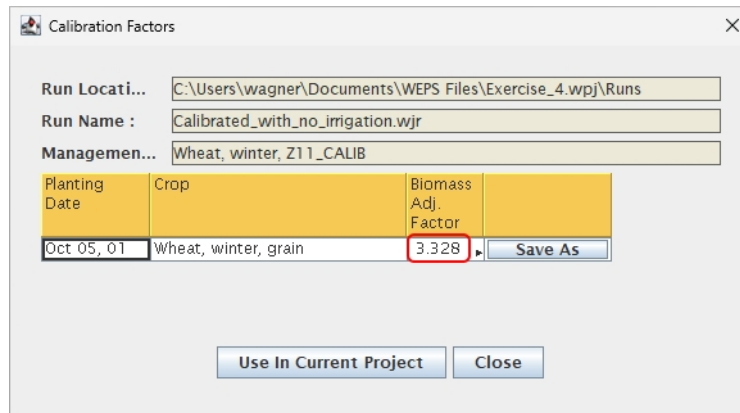 Calibration Factors
Run Locati... C:\Users\wagner\Documents\WEPS Files\Exercise_4.wpj\Runs
Run Name : Calibrated_with_no_irrigation.wjr
Managemen... Wheat, winter, Z11_CALIB
Planting Date Crop Biomass Adj. Factor
Oct 05, 01 Wheat, winter, grain 3.328 Save As
Use In Current Project Close